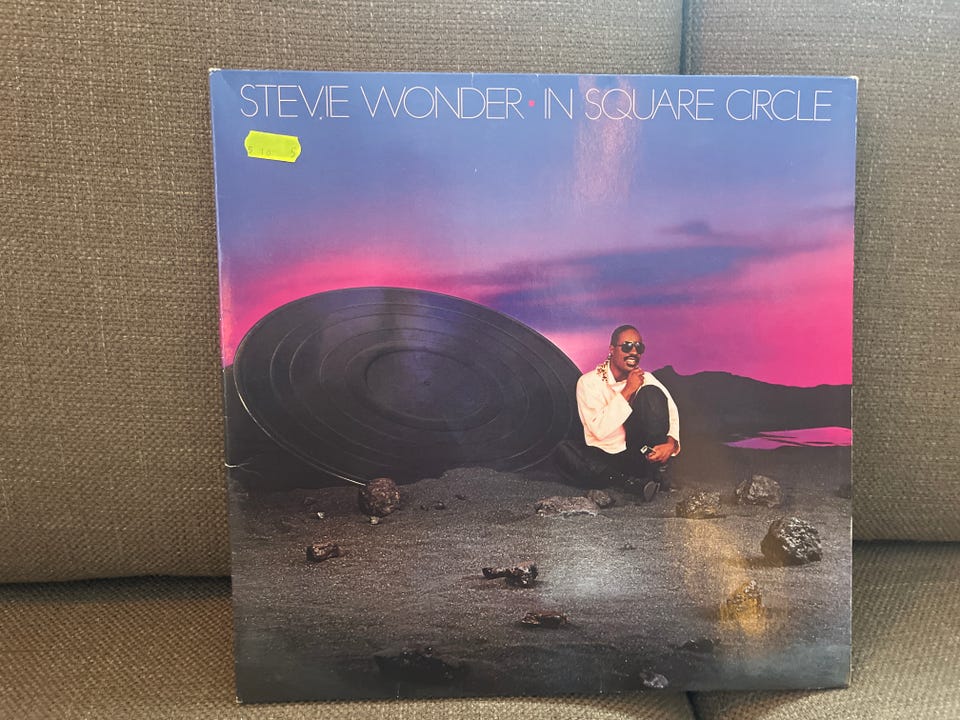 STEVIE WONDER • IN SQUARE CIRCLE